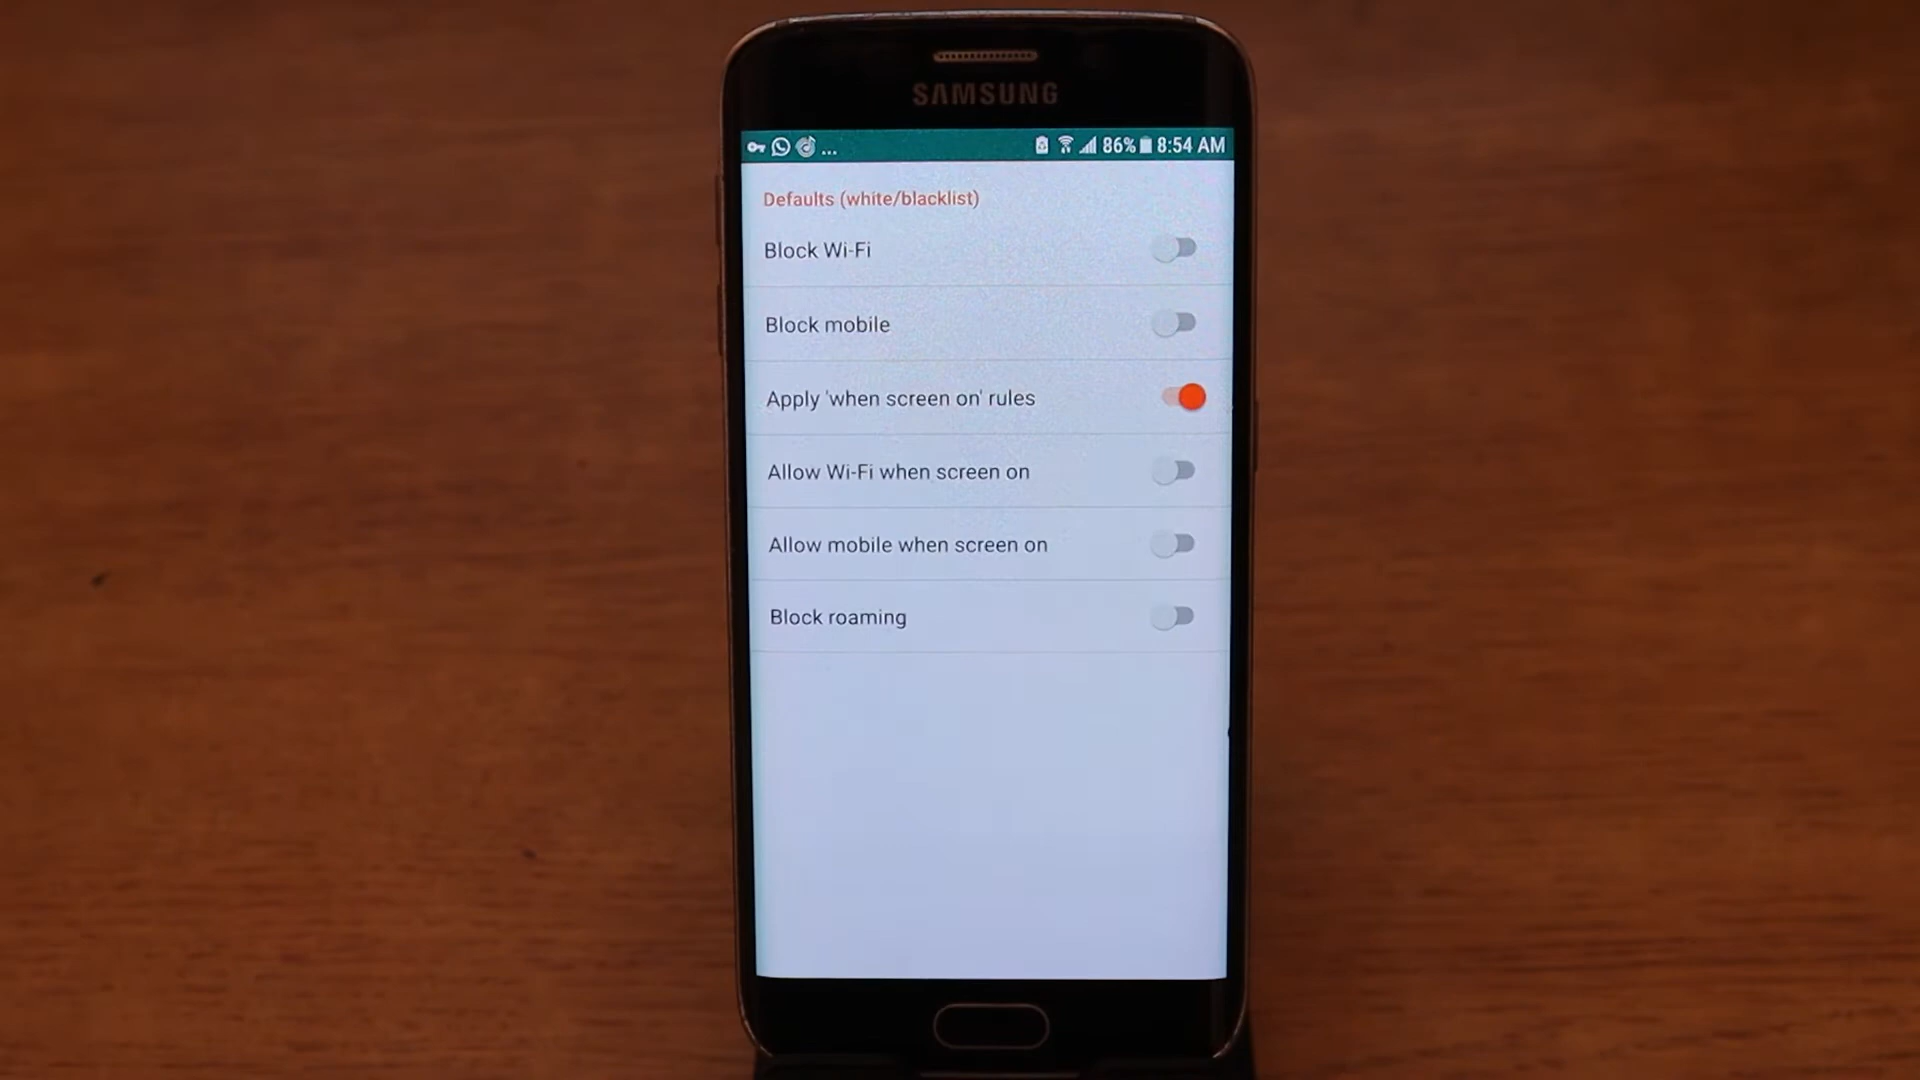 SAMSUNG
... 86% 8:54 AM
Defaults (white/blacklist)
Block Wi-Fi
Block mobile
Apply 'when screen on' rules
Allow Wi-Fi when screen on
Allow mobile when screen on
Block roaming